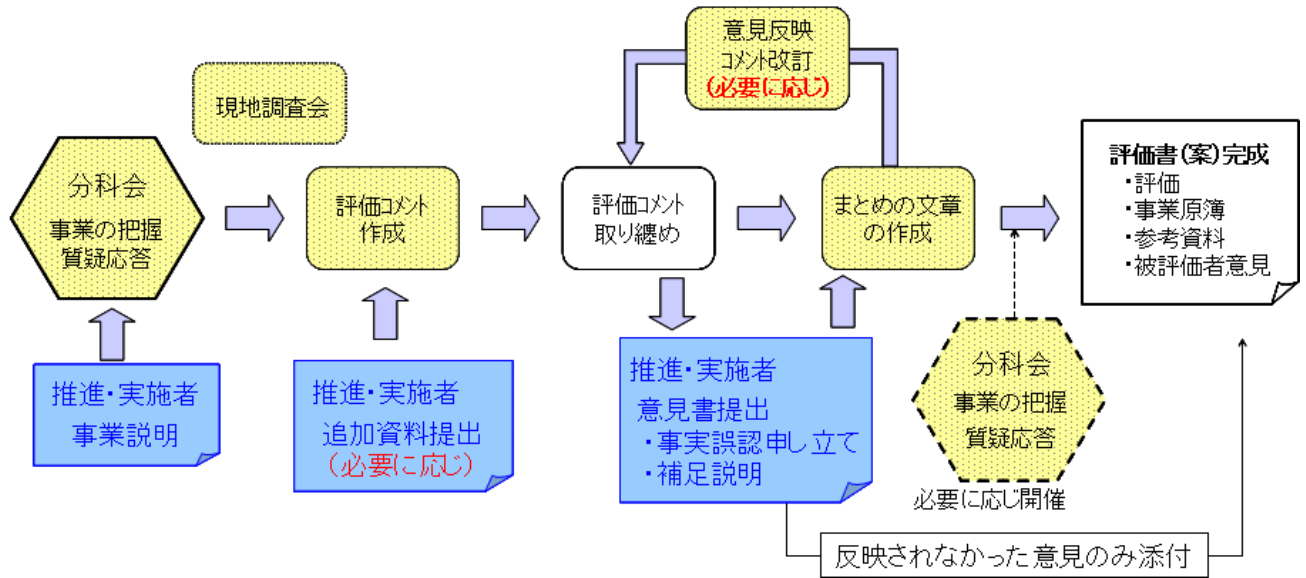 意見反映
コメント改訂
(必要に応じ)
現地調査会
分科会
事業の把握
質疑応答
評価コメント
作成
評価コメント
取り纏め
まとめの文章
の作成
評価書(案)完成
・評価
・事業原簿
・参考資料
・被評価者意見
推進・実施者
事業説明
推進・実施者
追加資料提出
(必要に応じ)
推進・実施者
意見書提出
・事実誤認申し立て
・補足説明
分科会
事業の把握
質疑応答
必要に応じ開催
反映されなかった意見のみ添付